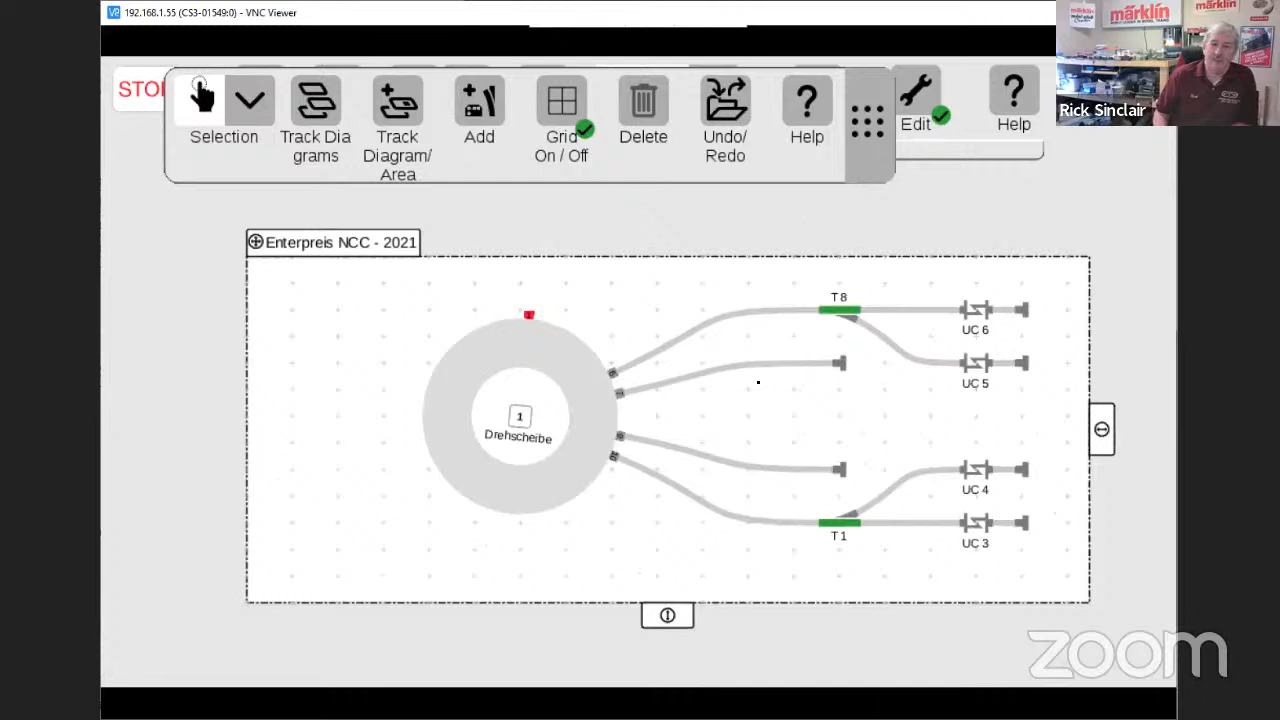 192.168.1.55 (CS3-01549:0) - VNC Viewer
märklin
märklin
märklin
Rick Sinclair
STO
Selection
Track Dia
grams
Track
Diagram/
Area
Add
Grid
On / Off
Delete
Undo/
Redo
Help
Edit
Help
Enterpreis NCC - 2021
T 8
UC 6
UC 5
1
Drehscheibe
UC 4
T 1
UC 3
zoom